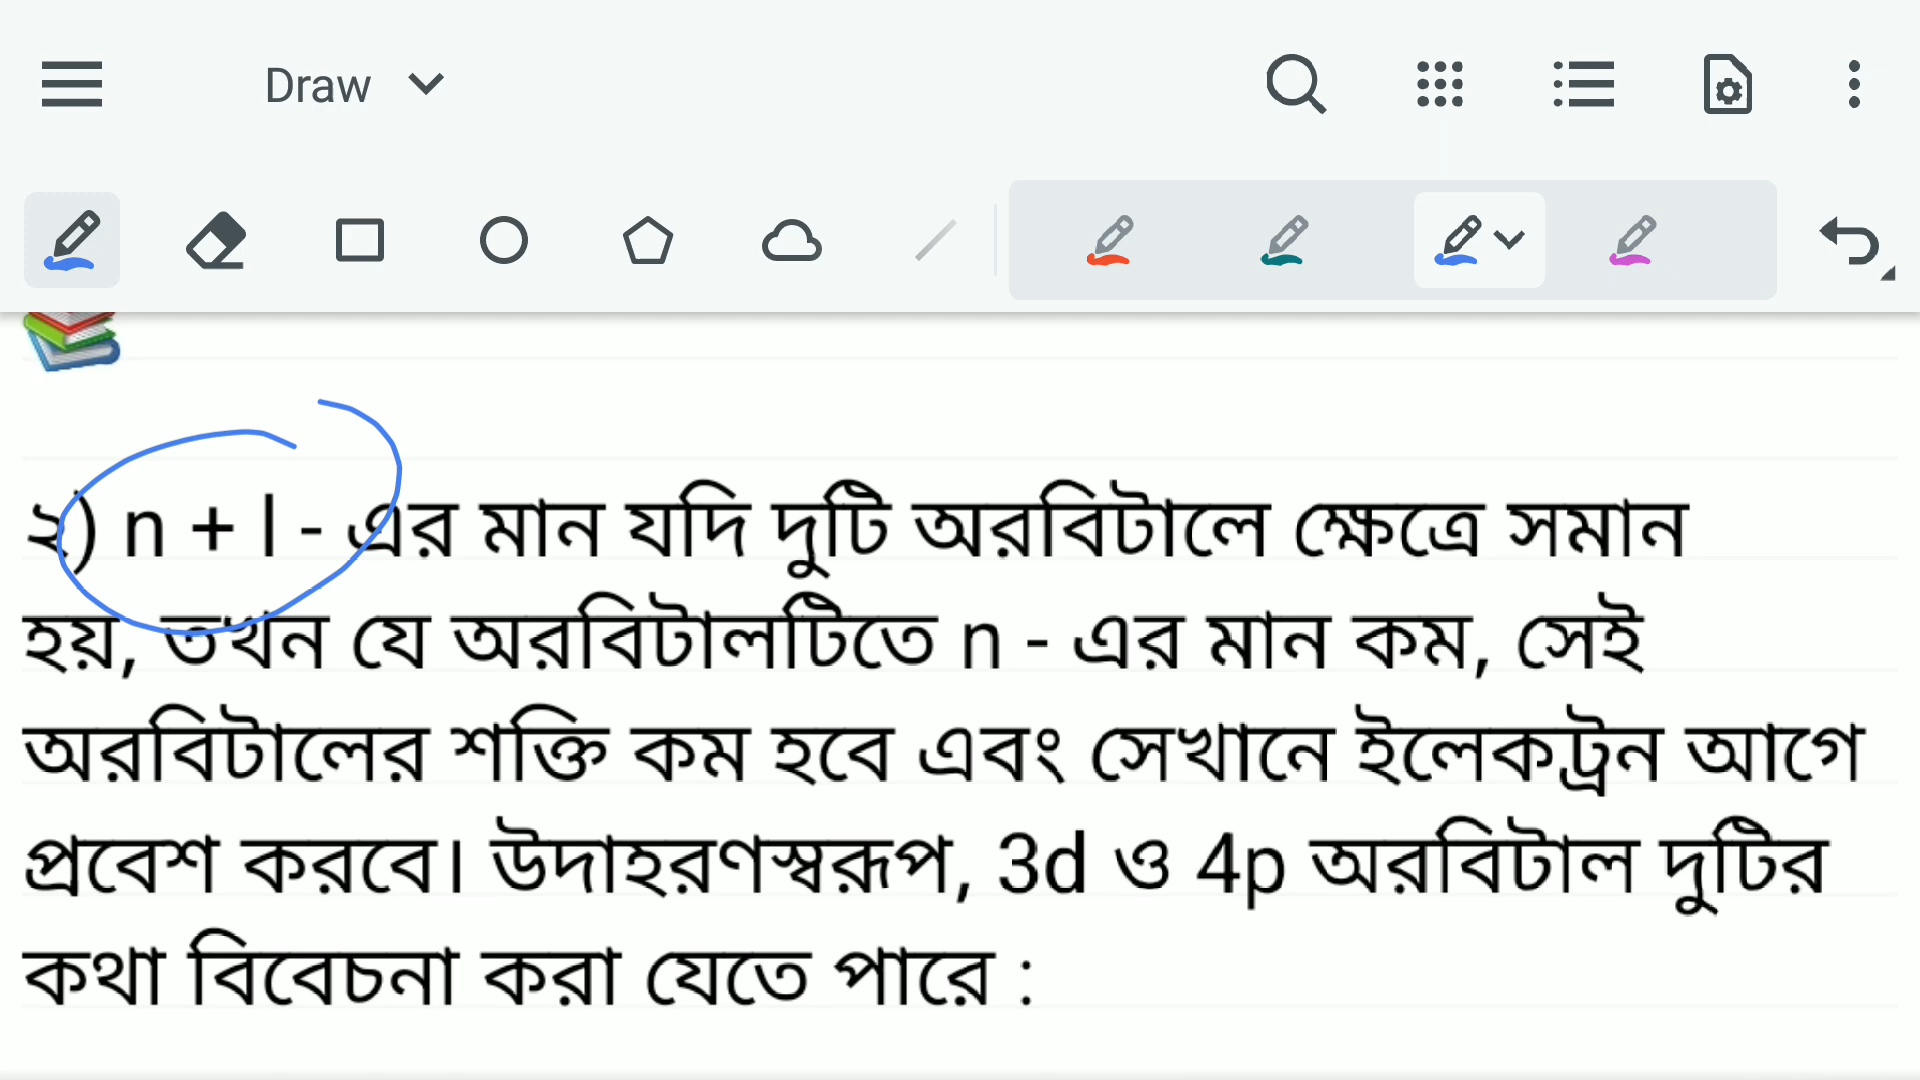 Draw
২) n + l - এর মান যদি দুটি অরবিটালে ক্ষেত্রে সমান
হয়, তখন যে অরবিটালটিতে n - এর মান কম, সেই
অরবিটালের শক্তি কম হবে এবং সেখানে ইলেকট্রন আগে
প্রবেশ করবে। উদাহরণস্বরূপ, 3d ও 4p অরবিটাল দুটির
কথা বিবেচনা করা যেতে পারে :